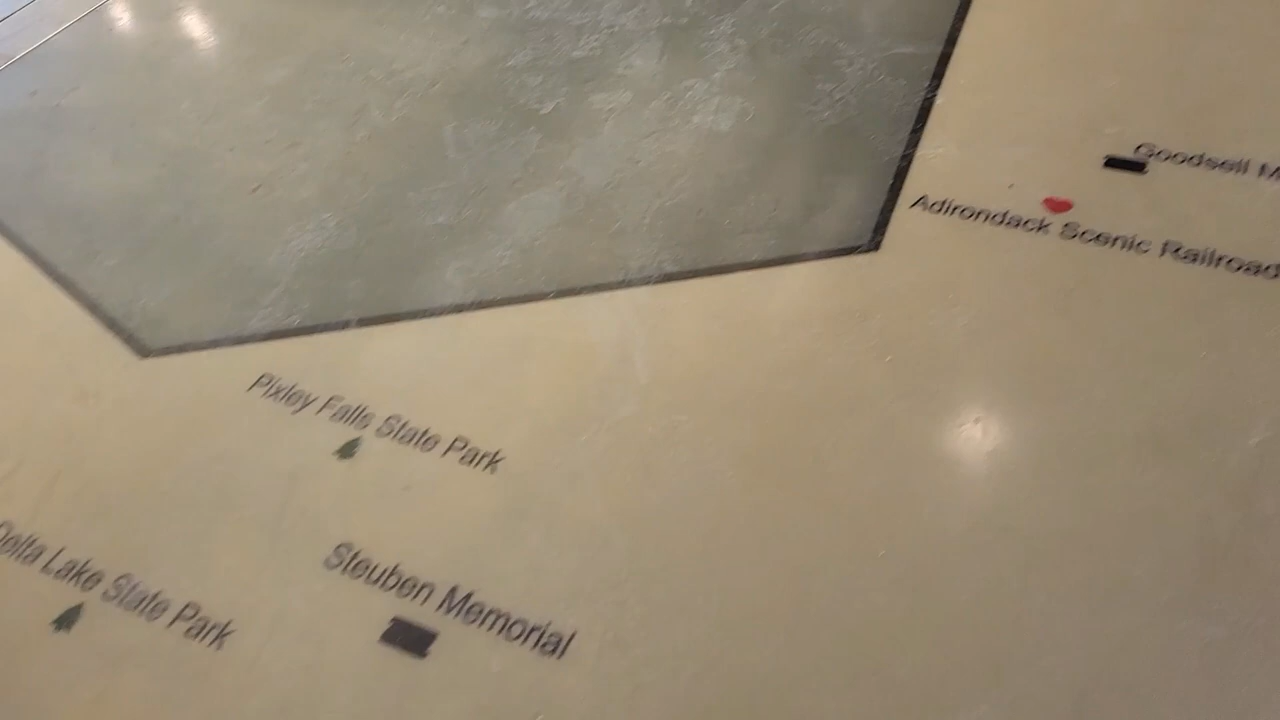 Goodsell M
Adirondack Scenic Railroad
Pixley Falls State Park
Delta Lake State Park
Steuben Memorial